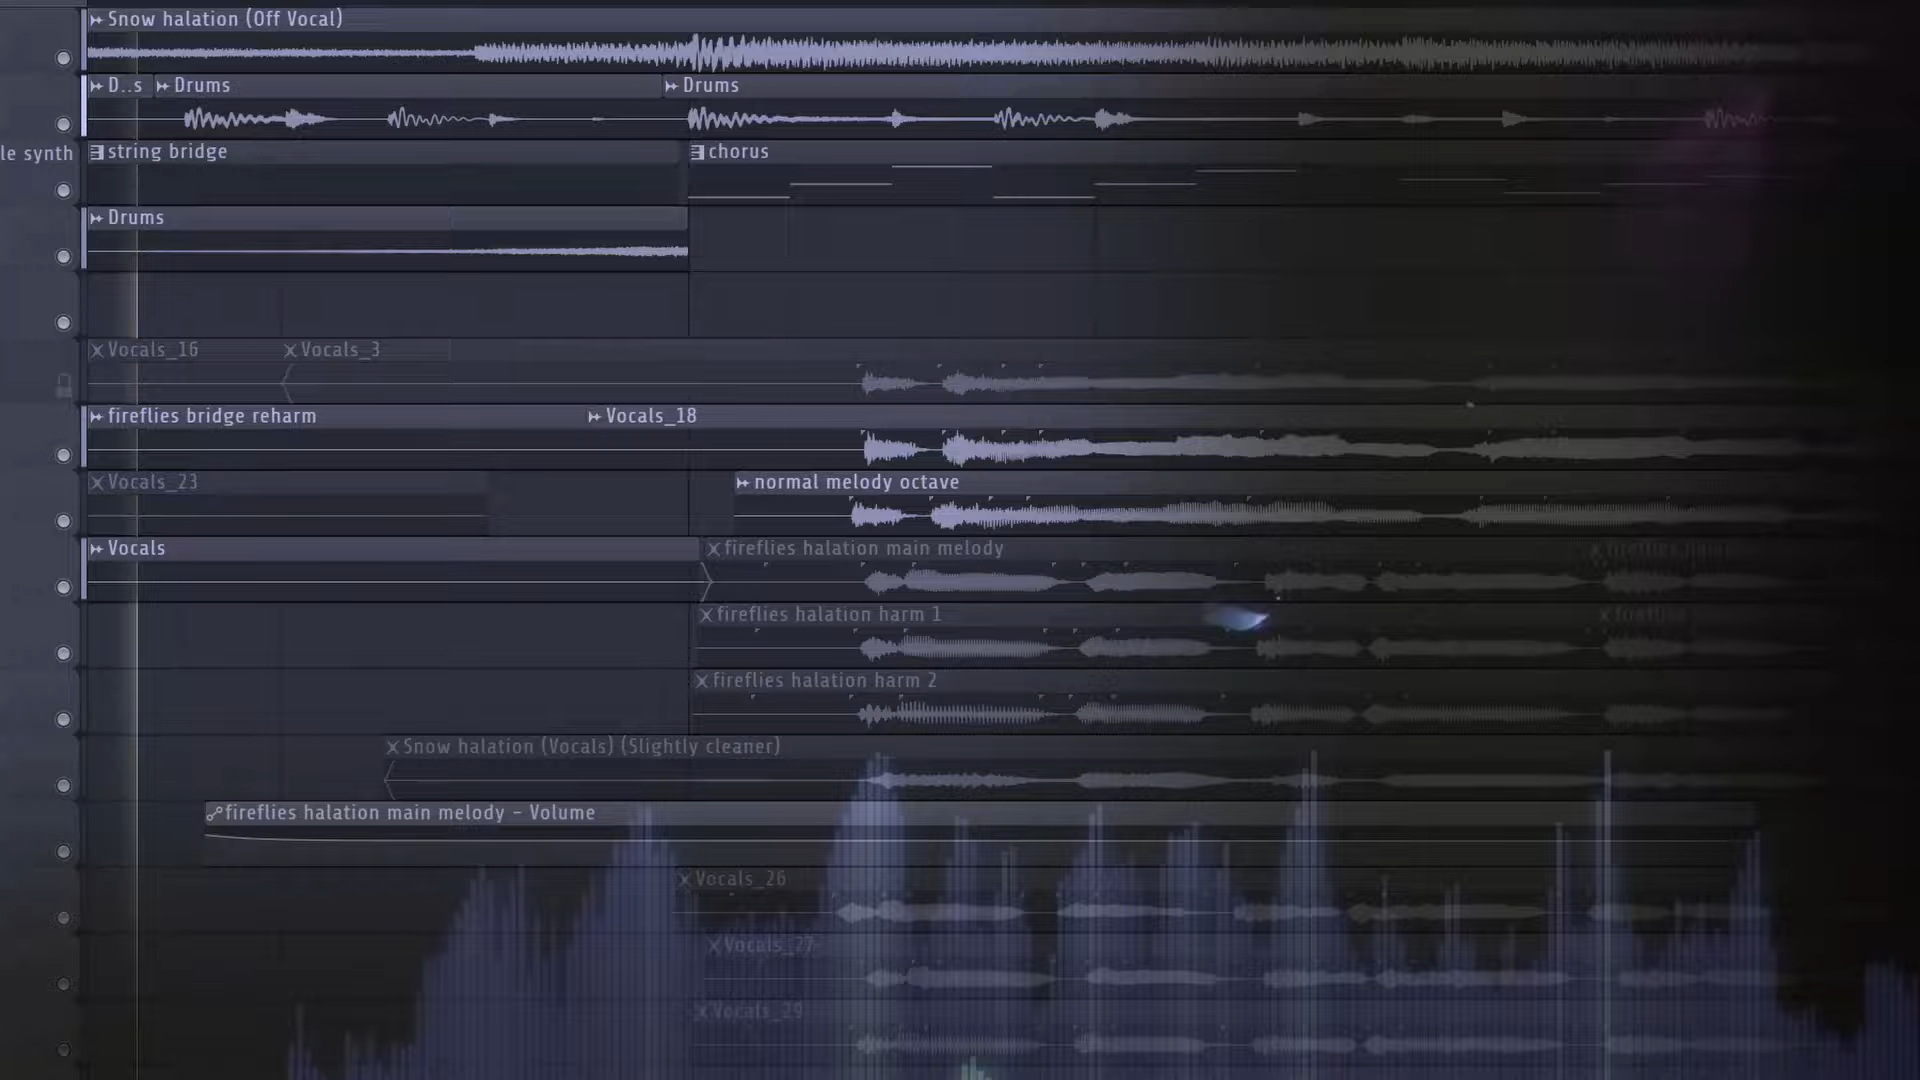 Snow halation (Off Vocal)
D..s Drums Drums
le synth string bridge chorus
Drums
Vocals_16 Vocals_3
fireflies bridge reharm Vocals_18
Vocals_23 normal melody octave
Vocals fireflies halation main melody
fireflies halation harm 1
fireflies halation harm 2
Snow halation (Vocals) (Slightly cleaner)
fireflies halation main melody - Volume
Vocals_26
Vocals_27
Vocals_29